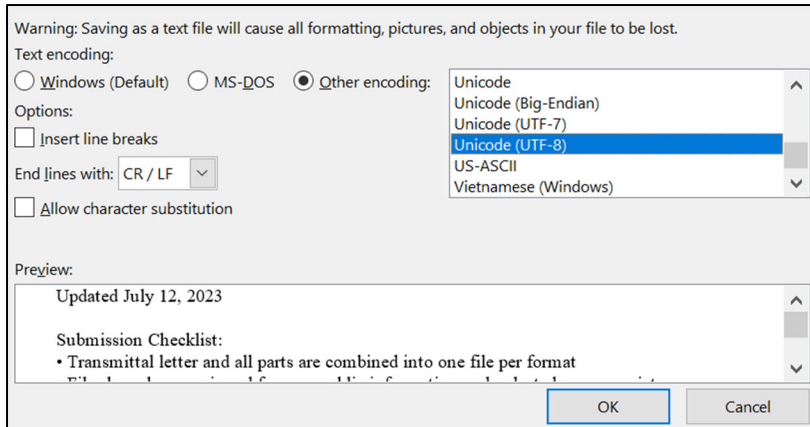 Warning: Saving as a text file will cause all formatting, pictures, and objects in your file to be lost.
Text encoding:
Windows (Default) MS-DOS Other encoding:
Unicode
Unicode (Big-Endian)
Unicode (UTF-7)
Unicode (UTF-8)
US-ASCII
Vietnamese (Windows)
Options:
Insert line breaks
End lines with: CR / LF
Allow character substitution
Preview:
Updated July 12, 2023
Submission Checklist:
• Transmittal letter and all parts are combined into one file per format
OK Cancel